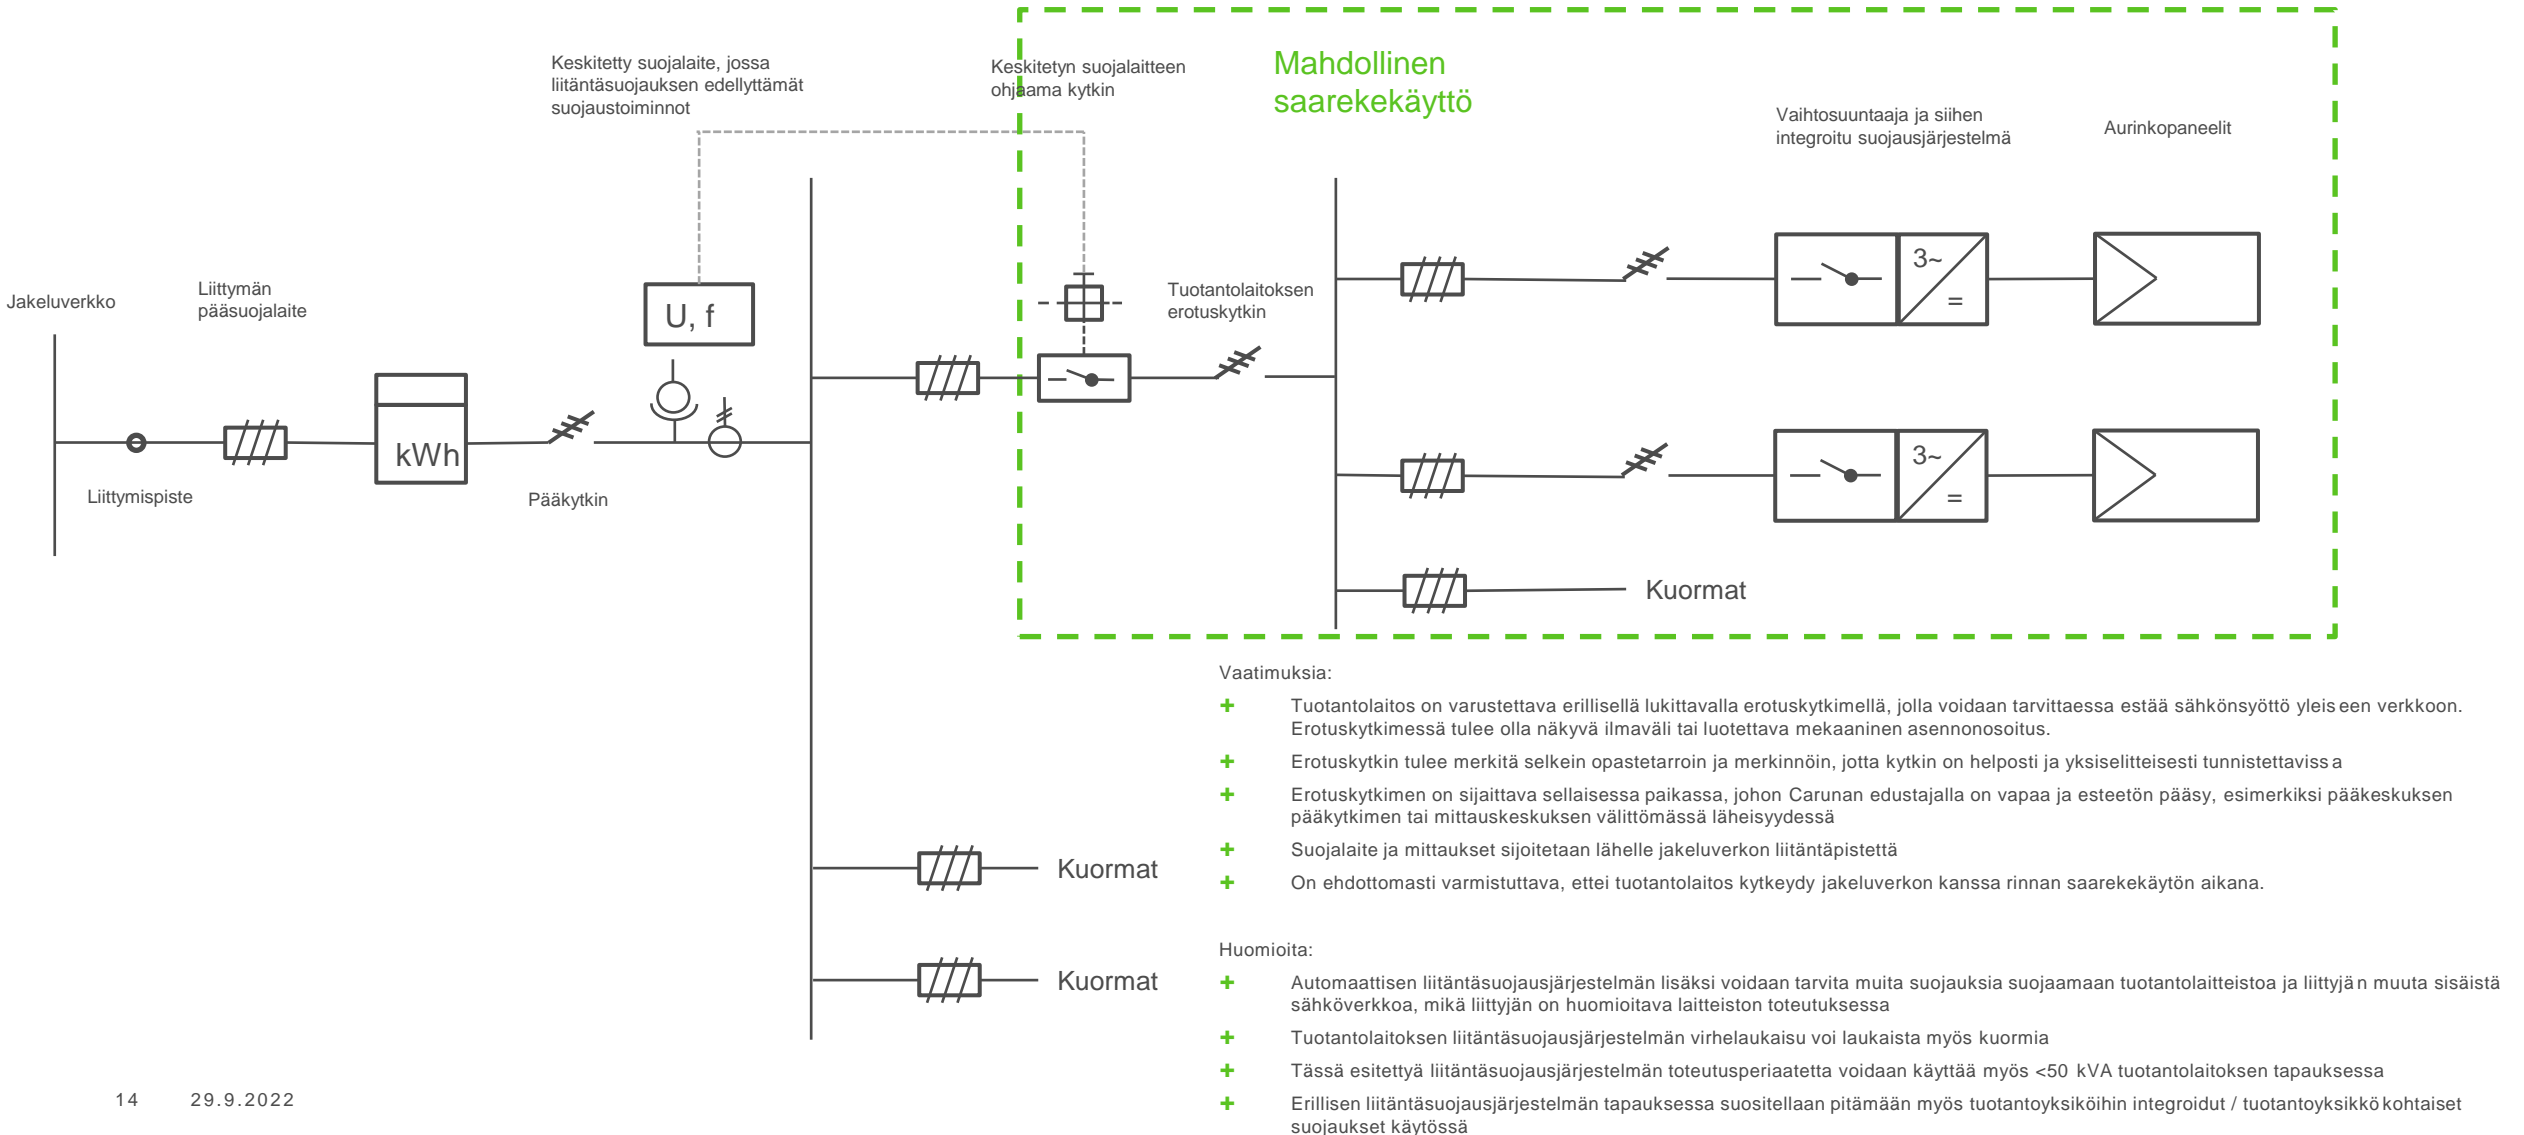 Keskitetty suojalaite, jossa
liitäntäsuojauksen edellyttämät
suojaustoiminnot
Keskitetyn suojalaitteen
ohjaama kytkin
Mahdollinen
saarekekäyttö
Vaihtosuuntaaja ja siihen
integroitu suojausjärjestelmä
Aurinkopaneelit
Jakeluverkko
Liittymän
pääsuojalaite
U, f
Tuotantolaitoksen
erotuskytkin
3~
=
kWh
Liittymispiste
Pääkytkin
3~
=
Kuormat
Kuormat
Kuormat
Vaatimuksia:
+ Tuotantolaitos on varustettava erillisellä lukittavalla erotuskytkimellä, jolla voidaan tarvittaessa estää sähkönsyöttö yleiseen verkkoon.
Erotuskytkimessä tulee olla näkyvä ilmaväli tai luotettava mekaaninen asennonosoitus.
+ Erotuskytkin tulee merkitä selkein opastetarroin ja merkinnöin, jotta kytkin on helposti ja yksiselitteisesti tunnistettavissa
+ Erotuskytkimen on sijaittava sellaisessa paikassa, johon Carunan edustajalla on vapaa ja esteetön pääsy, esimerkiksi pääkeskuksen
pääkytkimen tai mittauskeskuksen välittömässä läheisyydessä
+ Suojalaite ja mittaukset sijoitetaan lähelle jakeluverkon liitäntäpistettä
+ On ehdottomasti varmistuttava, ettei tuotantolaitos kytkeydy jakeluverkon kanssa rinnan saarekekäytön aikana.
Huomioita:
+ Automaattisen liitäntäsuojausjärjestelmän lisäksi voidaan tarvita muita suojauksia suojaamaan tuotantolaitteistoa ja liittyjän muuta sisäistä
sähköverkkoa, mikä liittyjän on huomioitava laitteiston toteutuksessa
+ Tuotantolaitoksen liitäntäsuojausjärjestelmän virhelaukaisu voi laukaista myös kuormia
+ Tässä esitettyä liitäntäsuojausjärjestelmän toteutusperiaatetta voidaan käyttää myös <50 kVA tuotantolaitoksen tapauksessa
+ Erillisen liitäntäsuojausjärjestelmän tapauksessa suositellaan pitämään myös tuotantoyksiköihin integroidut / tuotantoyksikkökohtaiset
suojaukset käytössä
14 29.9.2022